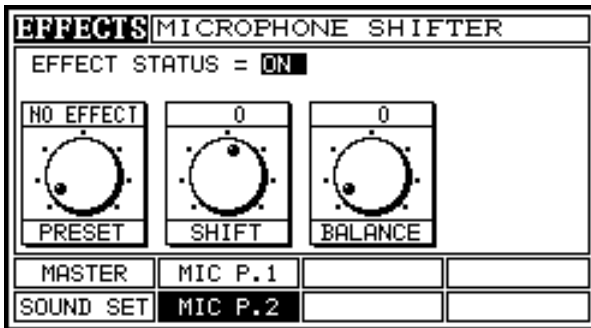 EFFECTS MICROPHONE SHIFTER
EFFECT STATUS = ON
NO EFFECT 0 0
PRESET SHIFT BALANCE
MASTER MIC P.1
SOUND SET MIC P.2